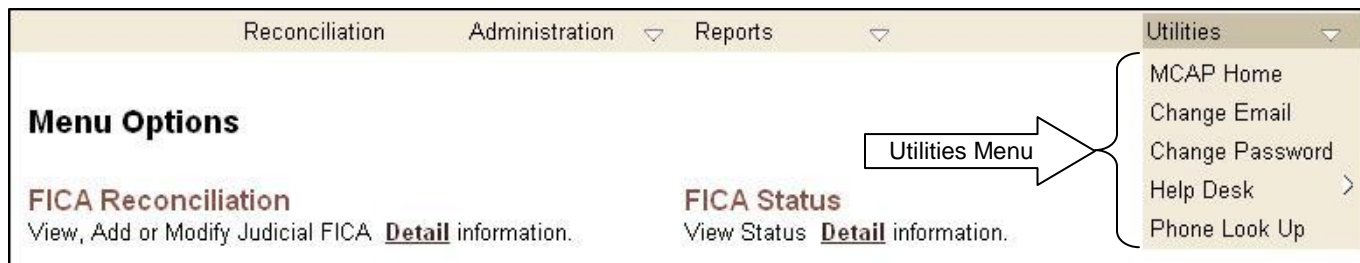 Reconciliation Administration Reports Utilities
MCAP Home
Change Email
Change Password
Help Desk
Phone Look Up
Utilities Menu
Menu Options
FICA Reconciliation
View, Add or Modify Judicial FICA Detail information.
FICA Status
View Status Detail information.